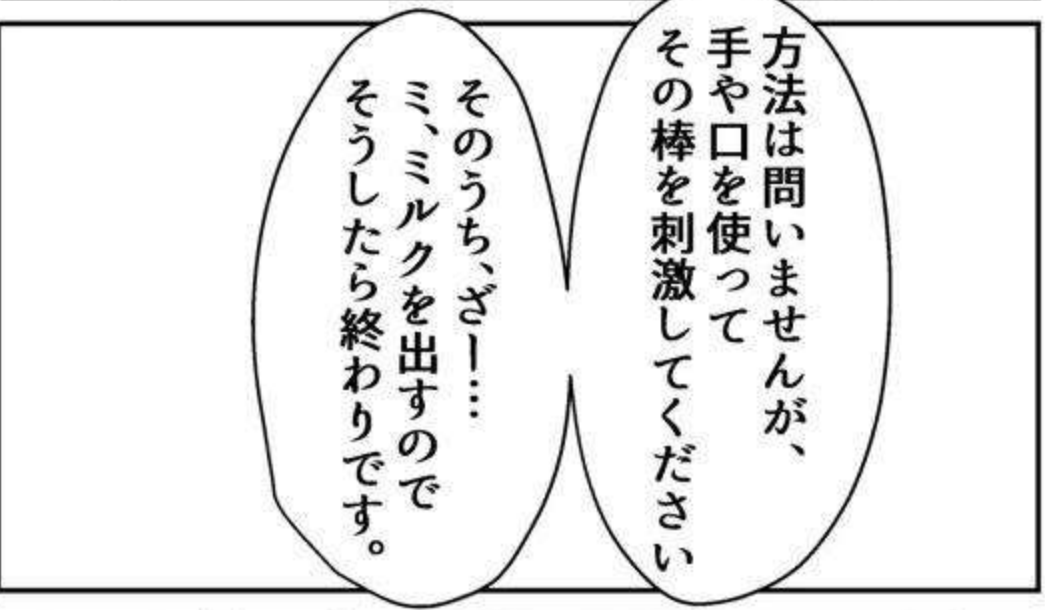 方法は問いませんが、
手や口を使って
その棒を刺激してください
そのうち、ざー…
ミ、ミルクを出すので
そうしたら終わりです。